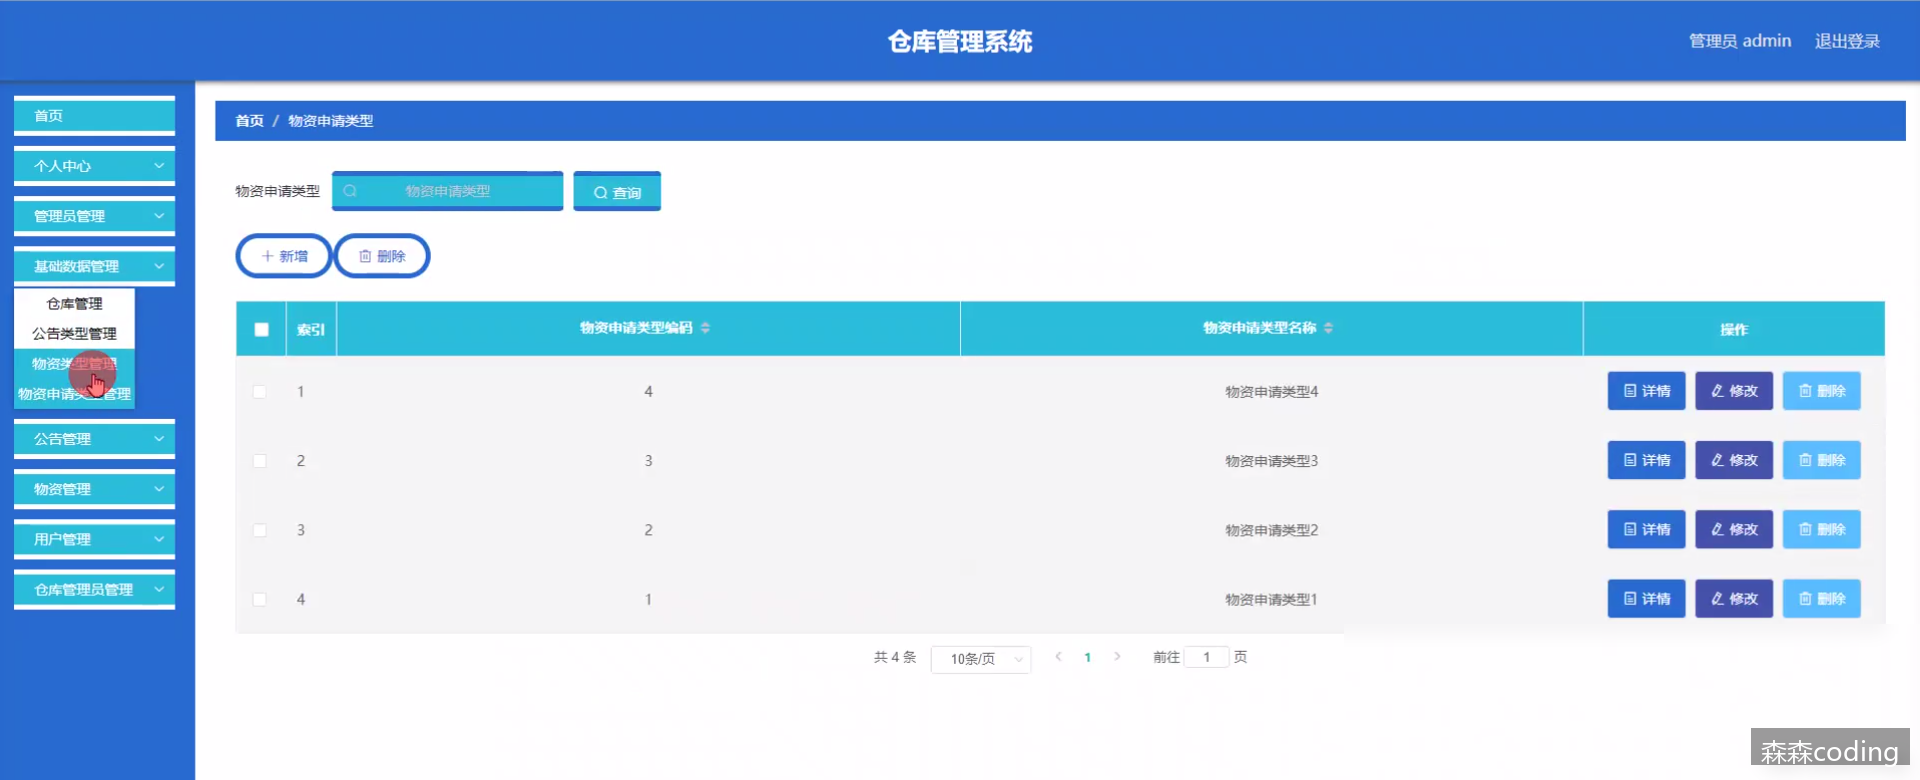 仓库管理系统
管理员 admin 退出登录
首页
个人中心
管理员管理
基础数据管理
仓库管理
公告类型管理
物资类型管理
物资申请类型管理
公告管理
物资管理
用户管理
仓库管理员管理
首页 / 物资申请类型
物资申请类型 物资申请类型 查询
新增 删除
索引 物资申请类型编码 物资申请类型名称 操作
1 4 物资申请类型4 详情 修改 删除
2 3 物资申请类型3 详情 修改 删除
3 2 物资申请类型2 详情 修改 删除
4 1 物资申请类型1 详情 修改 删除
共 4 条 10条/页 1 前往 1 页
森森coding